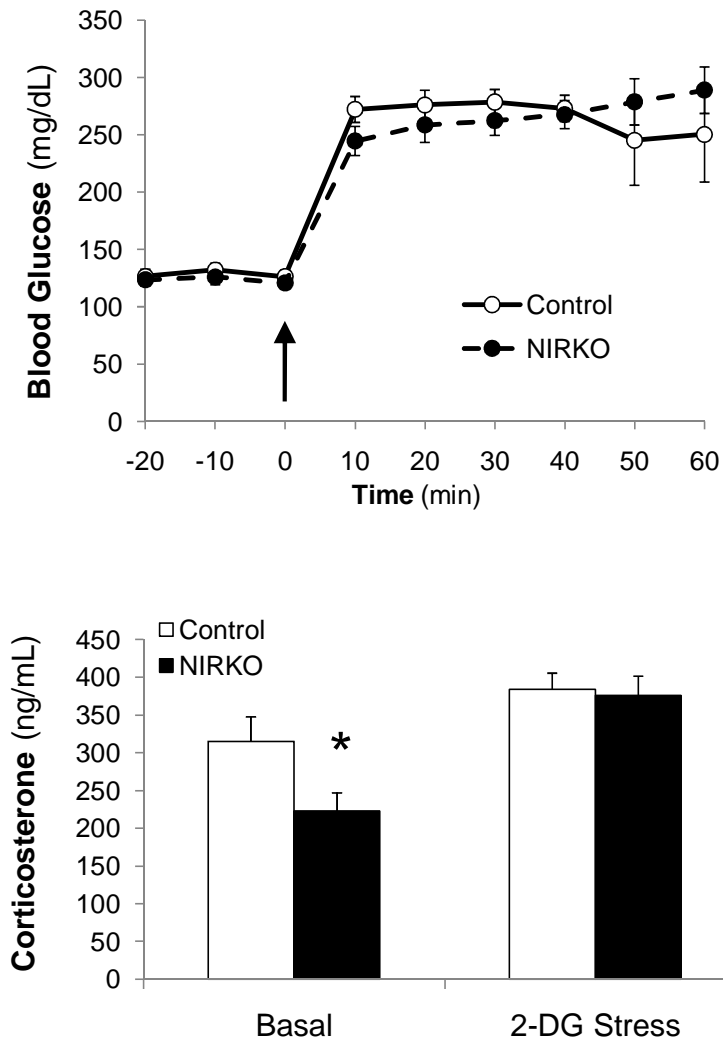 Blood Glucose (mg/dL)
350
300
250
200
150
100
50
0
Control
NIRKO
-20 -10 0 10 20 30 40 50 60
Time (min)
Corticosterone (ng/mL)
Control
NIRKO
450
400
350
300
250
200
150
100
50
0
*
Basal 2-DG Stress